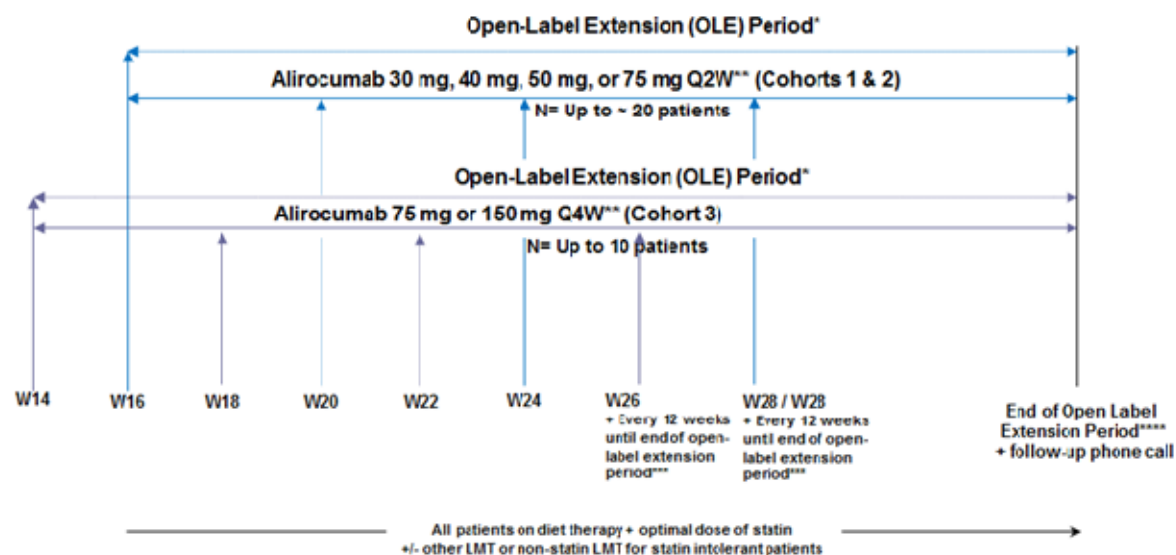 Open-Label Extension (OLE) Period*
Alirocumab 30 mg, 40 mg, 50 mg, or 75 mg Q2W** (Cohorts 1 & 2)
N= Up to ~ 20 patients
Open-Label Extension (OLE) Period*
Alirocumab 75 mg or 150 mg Q4W** (Cohort 3)
N= Up to 10 patients
W14
W16
W18
W20
W22
W24
W26
+ Every 12 weeks
until end of open-
label extension
period***
W28 / W28
+ Every 12 weeks
until end of open-
label extension
period***
End of Open Label
Extension Period****
+ follow-up phone call
All patients on diet therapy + optimal dose of statin
+/- other LMT or non-statin LMT for statin intolerant patients